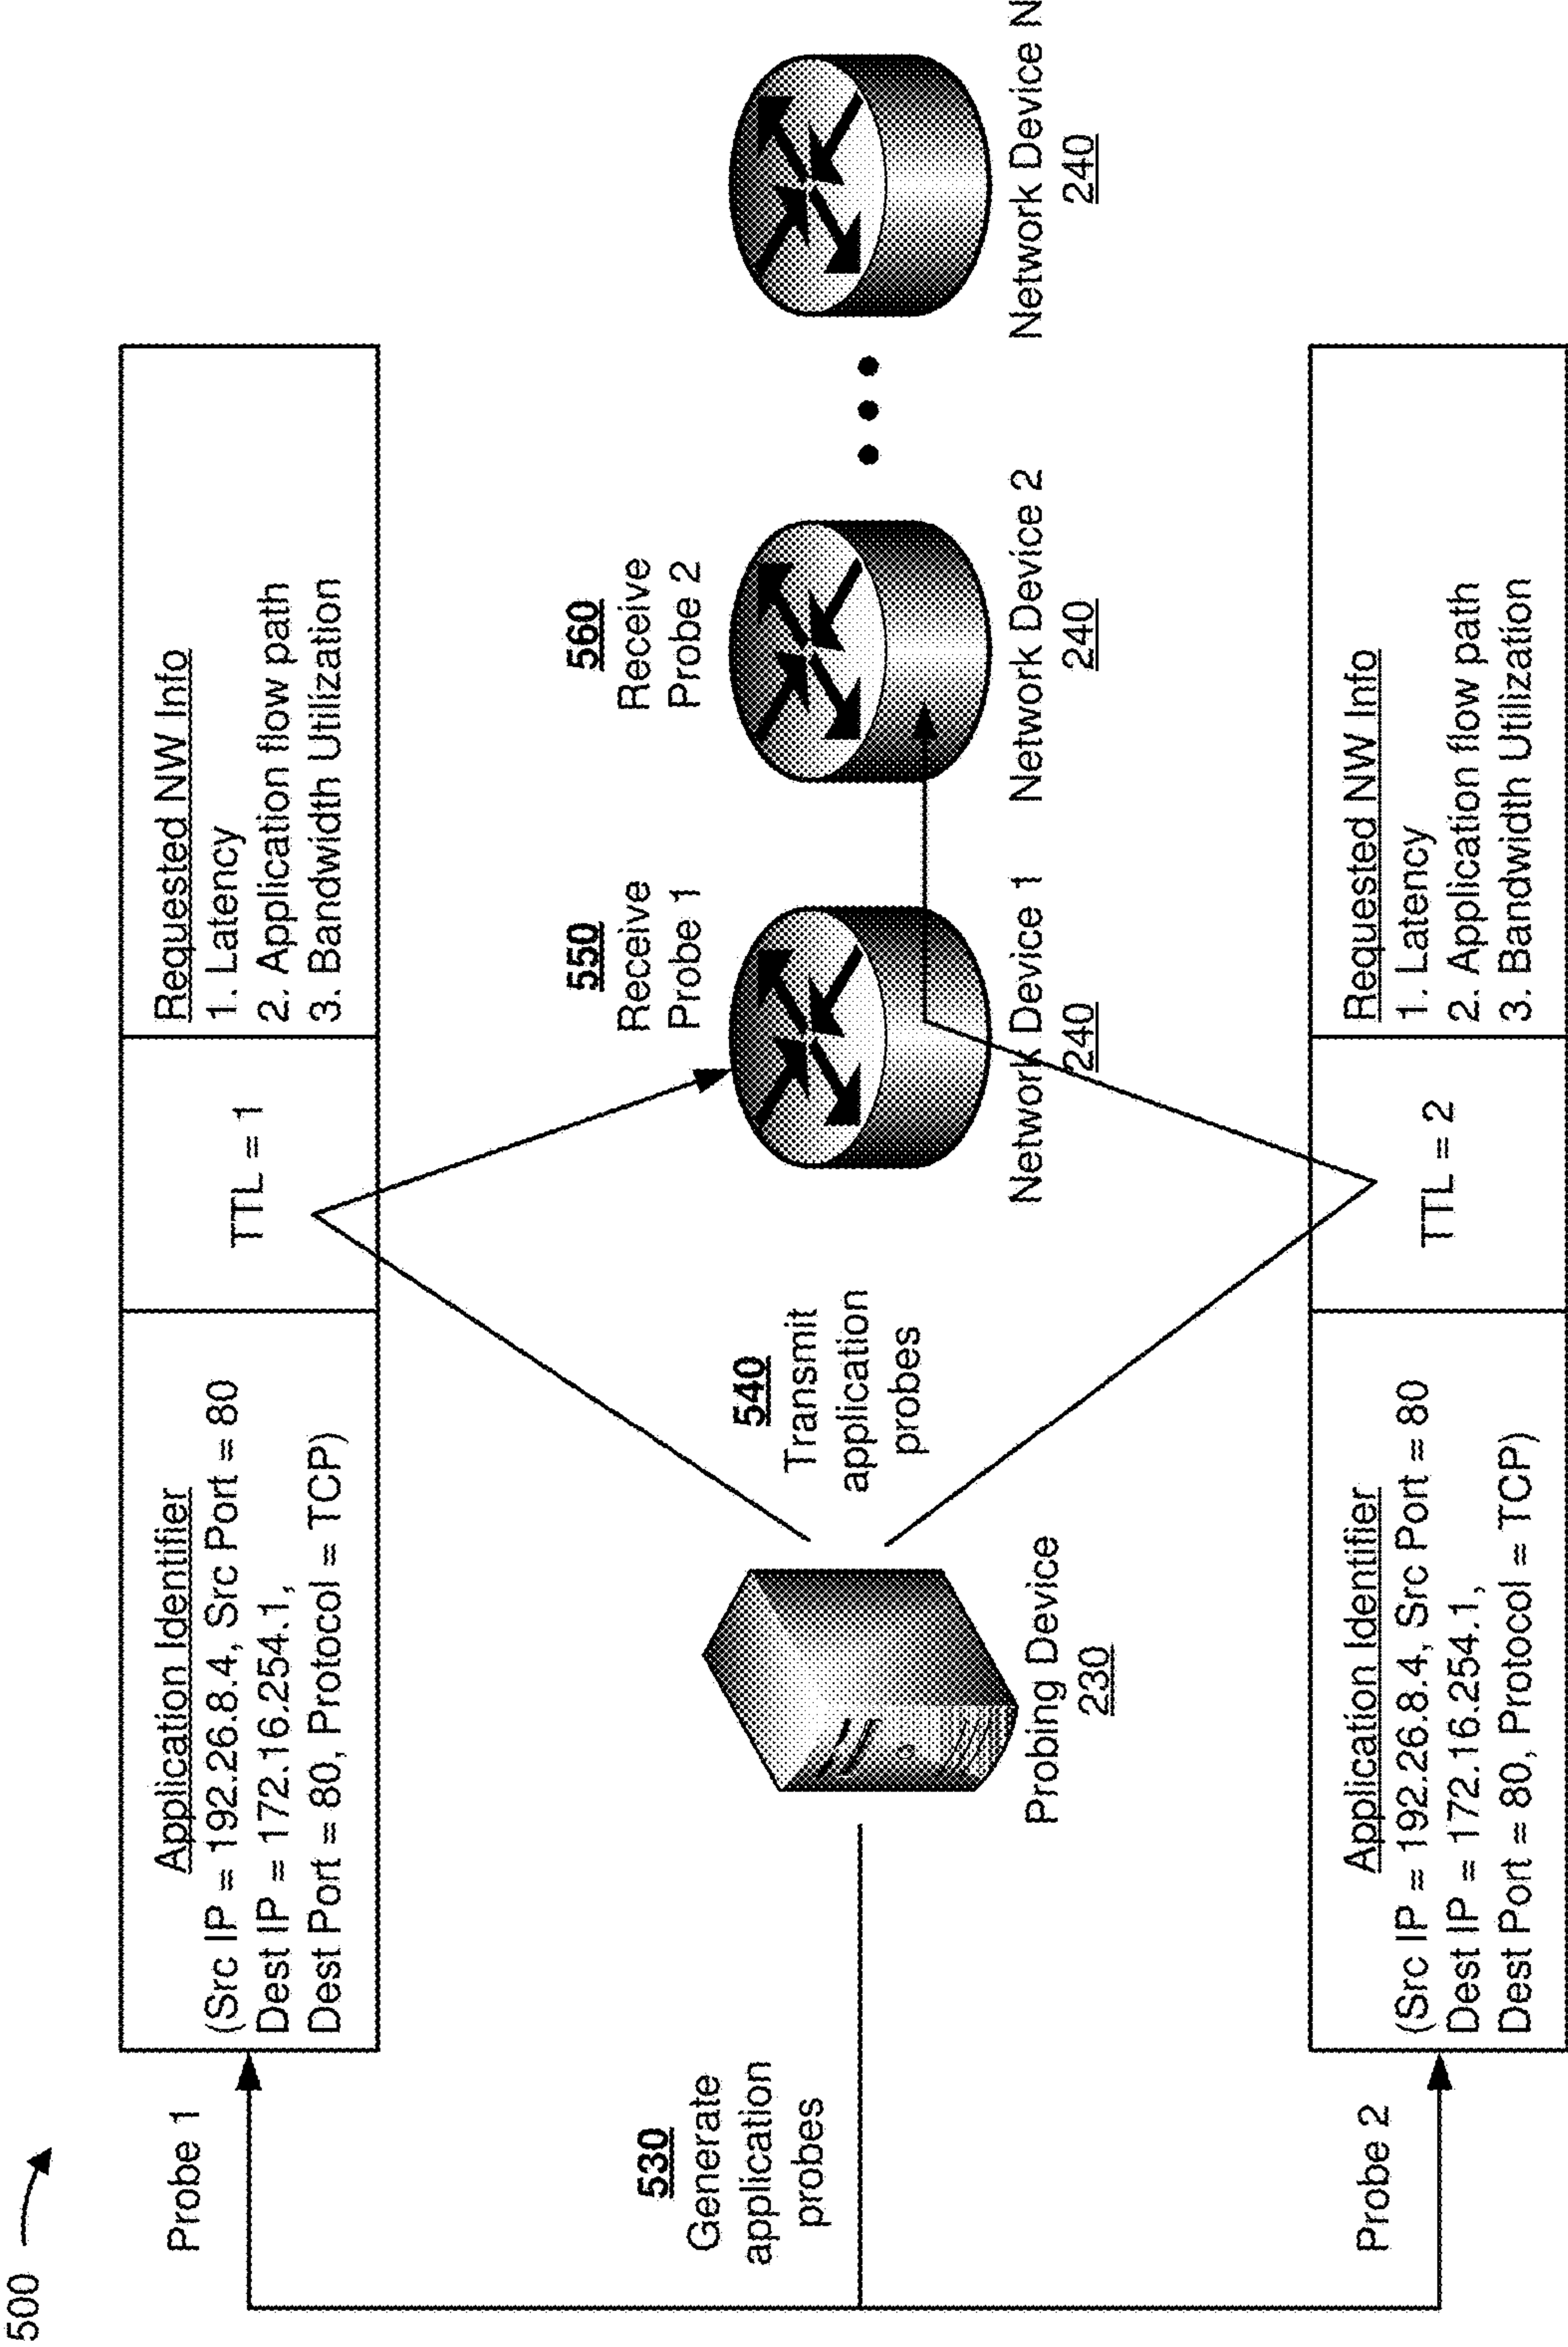 500
Probe 1
Application Identifier
(Src IP = 192.26.8.4, Src Port = 80
Dest IP = 172.16.254.1,
Dest Port = 80, Protocol = TCP)
TTL = 1
Requested NW Info
1. Latency
2. Application flow path
3. Bandwidth Utilization
530
Generate
application
probes
Probing Device
230
540
Transmit
application
probes
550
Receive
Probe 1
Network Device 1
240
560
Receive
Probe 2
Network Device 2
240
Network Device N
240
Probe 2
Application Identifier
(Src IP = 192.26.8.4, Src Port = 80
Dest IP = 172.16.254.1,
Dest Port = 80, Protocol = TCP)
TTL = 2
Requested NW Info
1. Latency
2. Application flow path
3. Bandwidth Utilization